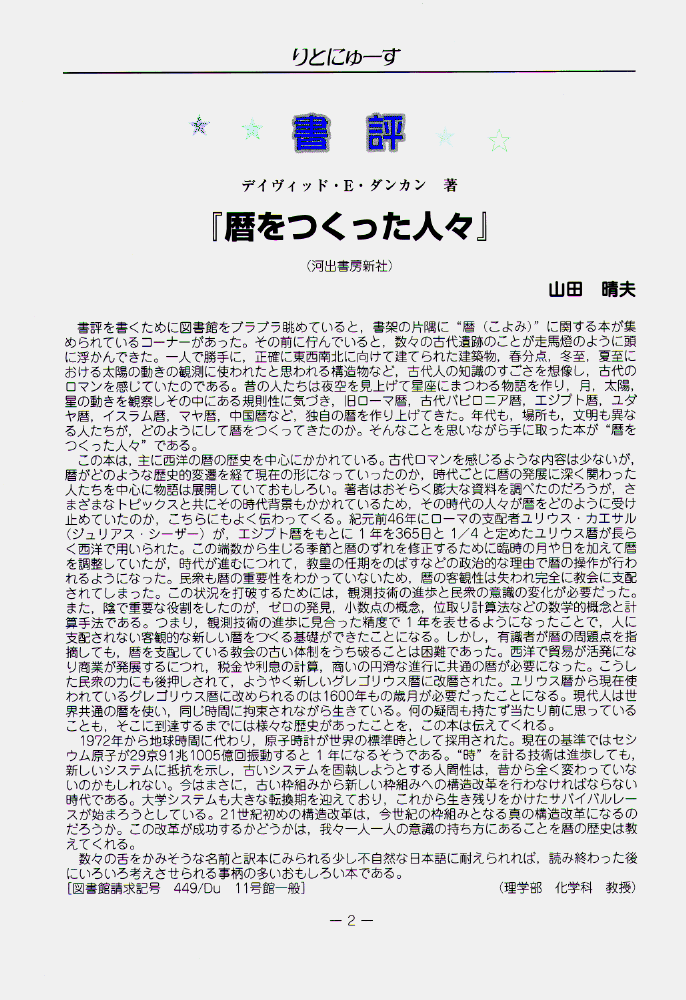 りとにゅーす
書評
デイヴィッド・E・ダンカン 著
『暦をつくった人々』
(河出書房新社)
山田 晴夫
書評を書くために図書館をブラブラ眺めていると，書架の片隅に“暦（こよみ）”に関する本が集
められているコーナーがあった。その前に佇んでいると，数々の古代遺跡のことが走馬燈のように頭
に浮かんできた。一人で勝手に，正確に東西南北に向けて建てられた建築物，春分点，冬至，夏至に
おける太陽の動きの観測に使われたと思われる構造物など，古代人の知識のすごさを想像し，古代の
ロマンを感じていたのである。昔の人たちは夜空を見上げて星座にまつわる物語を作り，月，太陽，
星の動きを観察しその中にある規則性に気づき，旧ローマ暦，古代バビロニア暦，エジプト暦，ユダ
ヤ暦，イスラム暦，マヤ暦，中国暦など，独自の暦を作り上げてきた。年代も，場所も，文明も異な
る人たちが，どのようにして暦をつくってきたのか。そんなことを思いながら手に取った本が“暦を
つくった人々”である。
この本は，主に西洋の暦の歴史を中心にかかれている。古代ロマンを感じるような内容は少ないが，
暦がどのような歴史的変遷を経て現在の形になっていったのか，時代ごとに暦の発展に深く関わった
人たちを中心に物語は展開していておもしろい。著者はおそらく膨大な資料を調べたのだろうが，さ
まざまなトピックスと共にその時代背景もかかれているため，その時代の人々が暦をどのように受け
止めていたのか，こちらにもよく伝わってくる。紀元前46年にローマの支配者ユリウス・カエサル
（ジュリアス・シーザー）が，エジプト暦をもとに１年を365日と1／4と定めたユリウス暦が長ら
く西洋で用いられた。この端数から生じる季節と暦のずれを修正するために臨時の月や日を加えて暦
を調整していたが，時代が進むにつれて，教皇の任期をのばすなどの政治的な理由で暦の操作が行わ
れるようになった。民衆も暦の重要性をわかっていないため，暦の客観性は失われ完全に教会に支配
されてしまった。この状況を打破するためには，観測技術の進歩と民衆の意識の変化が必要だった。
また，陰で重要な役割をしたのが，ゼロの発見，小数点の概念，位取り計算法などの数学的概念と計
算手法である。つまり，観測技術の進歩に見合った精度で１年を表せるようになったことで，人に
支配されない客観的な新しい暦をつくる基礎ができたことになる。しかし，有識者が暦の問題点を指
摘しても，暦を支配している教会の古い体制をうち破ることは困難であった。西洋で貿易が活発にな
り商業が発展するにつれ，税金や利息の計算，商いの円滑な進行に共通の暦が必要になった。こうし
た民衆の力にも後押しされて，ようやく新しいグレゴリウス暦に改暦された。ユリウス暦から現在使
われているグレゴリウス暦に改められるのは1600年もの歳月が必要だったことになる。現代人は世
界共通の暦を使い，同じ時間に拘束されながら生きている。何の疑問も持たず当たり前に思っている
ことも，そこに到達するまでには様々な歴史があったことを，この本は伝えてくれる。
1972年から地球時間に代わり，原子時計が世界の標準時として採用された。現在の基準ではセシ
ウム原子が29京91兆1005億回振動すると１年になるそうである。“時”を計る技術は進歩しても，
新しいシステムに抵抗を示し，古いシステムを固執しようとする人間性は，昔から全く変わっていな
いのかもしれない。今はまさに，古い枠組みから新しい枠組みへの構造改革を行わなければならない
時代である。大学システムも大きな転換期を迎えており，これから生き残りをかけたサバイバルレー
スが始まろうとしている。21世紀初めの構造改革は，今世紀の枠組みとなる真の構造改革になるの
だろうか。この改革が成功するかどうかは，我々一人一人の意識の持ち方にあることを暦の歴史は教
えてくれる。
数々の舌をかみそうな名前と訳本にみられる少し不自然な日本語に耐えられれば，読み終わった後
にいろいろ考えさせられる事柄の多いおもしろい本である。
[図書館請求記号 449/Du 11号館一般] （理学部 化学科 教授）
－2－